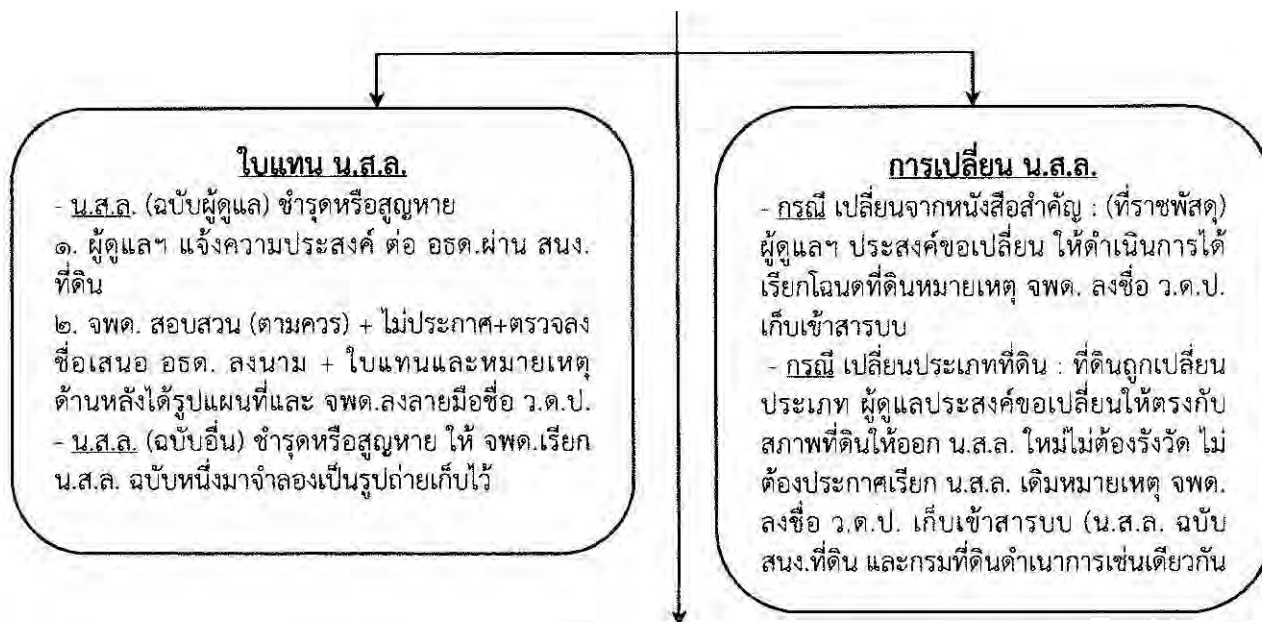 ใบแทน น.ส.ล.
- น.ส.ล. (ฉบับผู้ดูแล) ชำรุดหรือสูญหาย
๑. ผู้ดูแลฯ แจ้งความประสงค์ ต่อ อธด.ผ่าน สนง.
ที่ดิน
๒. จพด. สอบสวน (ตามควร) + ไม่ประกาศ+ตรวจลง
ชื่อเสนอ อธด. ลงนาม + ใบแทนและหมายเหตุ
ด้านหลังได้รูปแผนที่และ จพด.ลงลายมือชื่อ ว.ด.ป.
- น.ส.ล. (ฉบับอื่น) ชำรุดหรือสูญหาย ให้ จพด.เรียก
น.ส.ล. ฉบับหนึ่งมาจำลองเป็นรูปถ่ายเก็บไว้
การเปลี่ยน น.ส.ล.
- กรณี เปลี่ยนจากหนังสือสำคัญ : (ที่ราชพัสดุ)
ผู้ดูแลฯ ประสงค์ขอเปลี่ยน ให้ดำเนินการได้
เรียกโฉนดที่ดินหมายเหตุ จพด. ลงชื่อ ว.ด.ป.
เก็บเข้าสารบบ
- กรณี เปลี่ยนประเภทที่ดิน : ที่ดินถูกเปลี่ยน
ประเภท ผู้ดูแลประสงค์ขอเปลี่ยนให้ตรงกับ
สภาพที่ดินให้ออก น.ส.ล. ใหม่ไม่ต้องรังวัด ไม่
ต้องประกาศเรียก น.ส.ล. เดิมหมายเหตุ จพด.
ลงชื่อ ว.ด.ป. เก็บเข้าสารบบ (น.ส.ล. ฉบับ
สนง.ที่ดิน และกรมที่ดินดำเนาการเช่นเดียวกัน